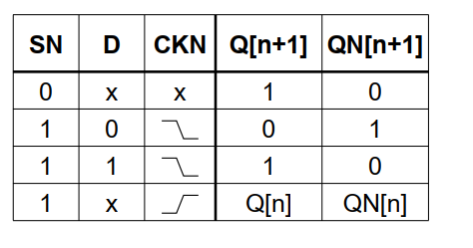 SN D CKN Q[n+1] QN[n+1]
0 x x 1 0
1 0 0 1
1 1 1 0
1 x Q[n] QN[n]